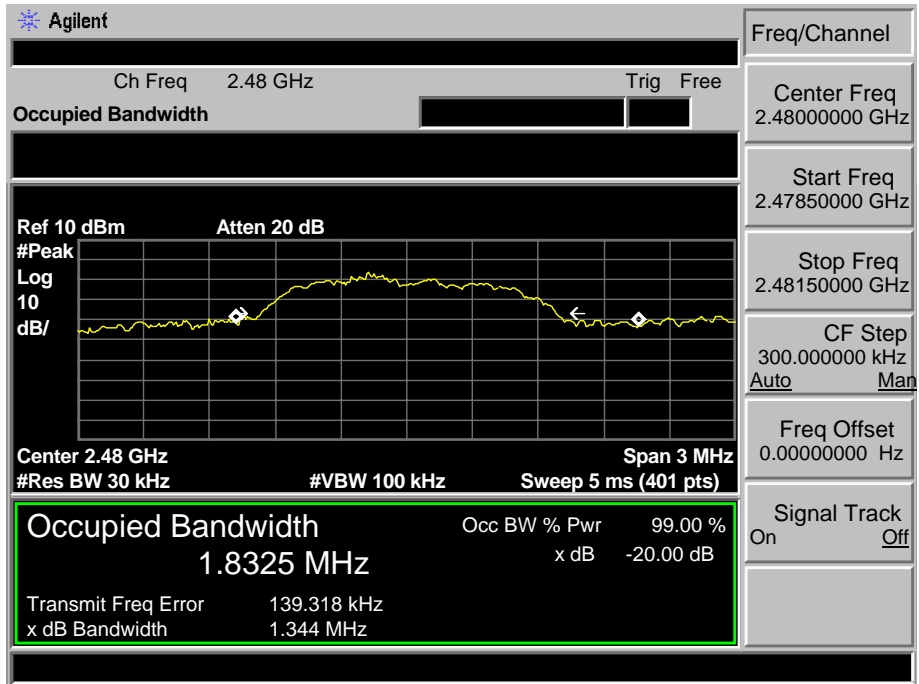 Agilent
Freq/Channel
Ch Freq 2.48 GHz Trig Free
Occupied Bandwidth
Center Freq
2.48000000 GHz
Start Freq
2.47850000 GHz
Stop Freq
2.48150000 GHz
CF Step
300.000000 kHz
Auto Man
Freq Offset
0.00000000 Hz
Signal Track
On Off
Ref 10 dBm Atten 20 dB
#Peak
Log
10
dB/
Center 2.48 GHz Span 3 MHz
#Res BW 30 kHz #VBW 100 kHz Sweep 5 ms (401 pts)
Occupied Bandwidth Occ BW % Pwr 99.00 %
1.8325 MHz x dB -20.00 dB
Transmit Freq Error 139.318 kHz
x dB Bandwidth 1.344 MHz